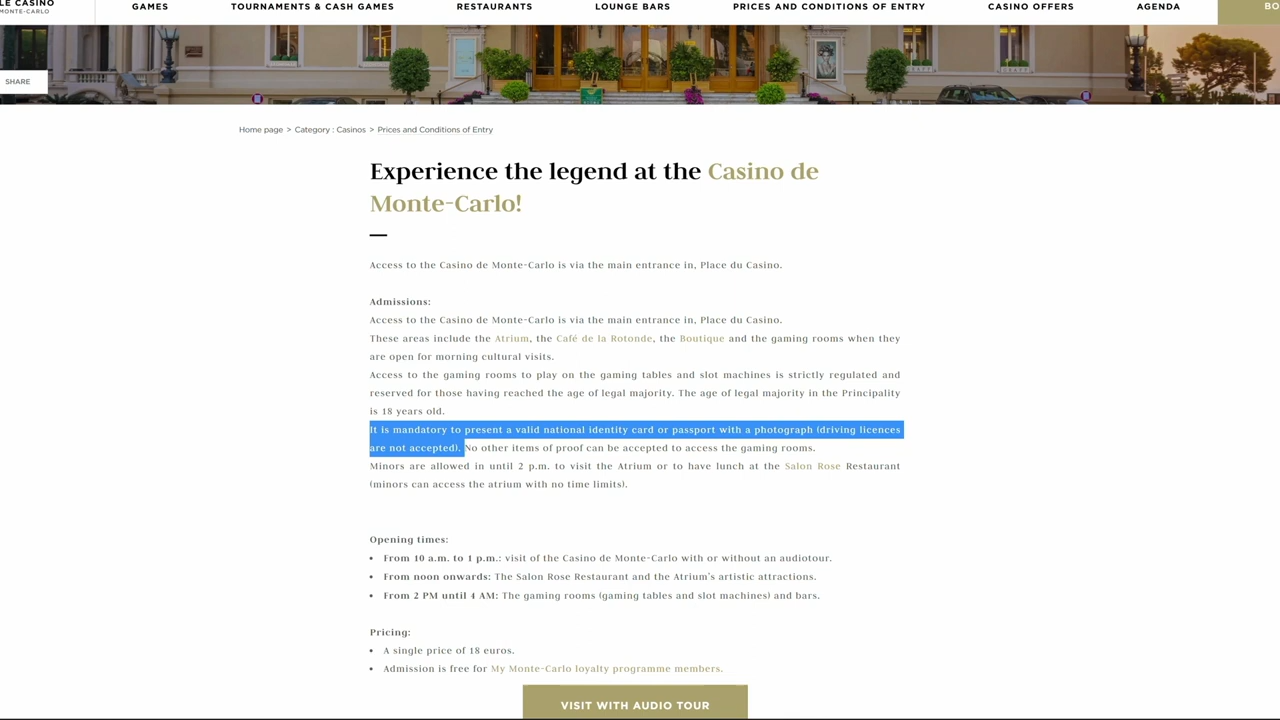 LE CASINO
MONTE-CARLO
GAMES
TOURNAMENTS & CASH GAMES
RESTAURANTS
LOUNGE BARS
PRICES AND CONDITIONS OF ENTRY
CASINO OFFERS
AGENDA
BO
SHARE
Home page > Category : Casinos > Prices and Conditions of Entry
Experience the legend at the Casino de
Monte-Carlo!
Access to the Casino de Monte-Carlo is via the main entrance in, Place du Casino.
Admissions:
Access to the Casino de Monte-Carlo is via the main entrance in, Place du Casino.
These areas include the Atrium, the Café de la Rotonde, the Boutique and the gaming rooms when they
are open for morning cultural visits.
Access to the gaming rooms to play on the gaming tables and slot machines is strictly regulated and
reserved for those having reached the age of legal majority. The age of legal majority in the Principality
is 18 years old.
It is mandatory to present a valid national identity card or passport with a photograph (driving licences
are not accepted). No other items of proof can be accepted to access the gaming rooms.
Minors are allowed in until 2 p.m. to visit the Atrium or to have lunch at the Salon Rose Restaurant
(minors can access the atrium with no time limits).
Opening times:
• From 10 a.m. to 1 p.m.: visit of the Casino de Monte-Carlo with or without an audiotour.
• From noon onwards: The Salon Rose Restaurant and the Atrium's artistic attractions.
• From 2 PM until 4 AM: The gaming rooms (gaming tables and slot machines) and bars.
Pricing:
• A single price of 18 euros.
• Admission is free for My Monte-Carlo loyalty programme members.
VISIT WITH AUDIO TOUR